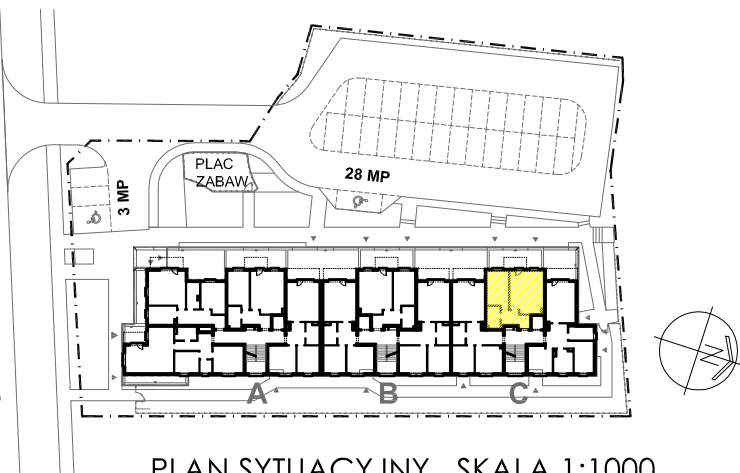 PLAC
ZABAW
28 MP
3 MP
A
B
C
N
PLAN SYTUACYJNY SKALA 1:1000